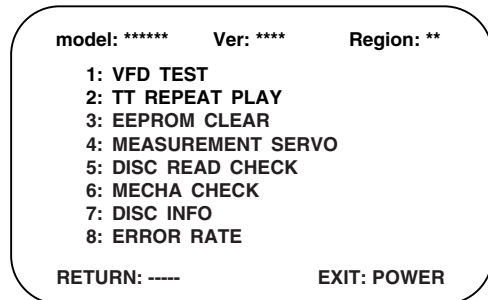 model: ****** Ver: **** Region: **
1: VFD TEST
2: TT REPEAT PLAY
3: EEPROM CLEAR
4: MEASUREMENT SERVO
5: DISC READ CHECK
6: MECHA CHECK
7: DISC INFO
8: ERROR RATE
RETURN: ----- EXIT: POWER